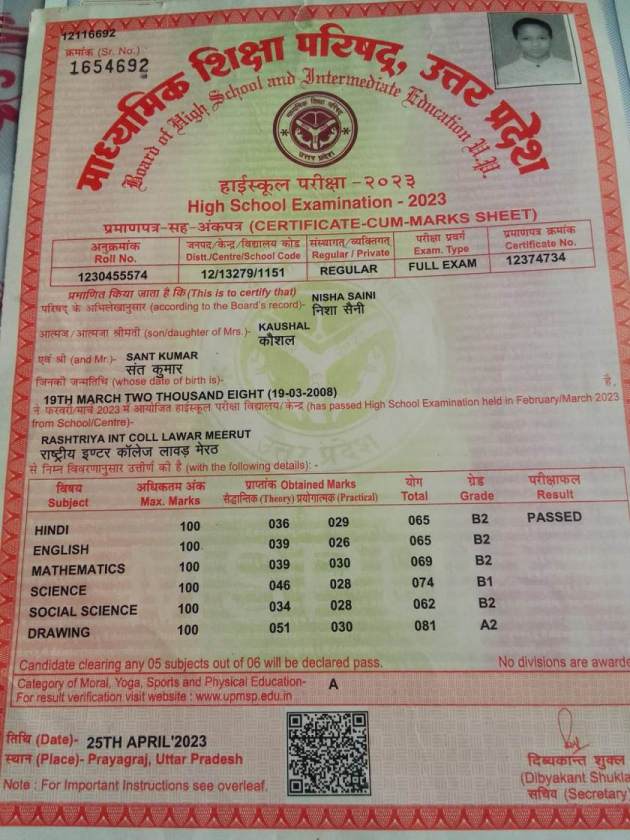 12116692
क्रमांक (Sr. No.)
1654692
माध्यमिक शिक्षा परिषद्, उत्तर प्रदेश
Board of High School and Intermediate Education U.P.
माध्यमिक शिक्षा परिषद्
उत्तर प्रदेश
हाईस्कूल परीक्षा - २०२३
High School Examination - 2023
प्रमाणपत्र-सह-अंकपत्र (CERTIFICATE-CUM-MARKS SHEET)
अनुक्रमांक जनपद/केन्द्र/विद्यालय कोड संस्थागत/व्यक्तिगत परीक्षा प्रवर्ग प्रमाणपत्र क्रमांक
Roll No. Distt./Centre/School Code Regular / Private Exam. Type Certificate No.
1230455574 12/13279/1151 REGULAR FULL EXAM 12374734
प्रमाणित किया जाता है कि (This is to certify that) NISHA SAINI
परिषद के अभिलेखानुसार (according to the Board's record)- निशा सैनी
आत्मज/आत्मजा श्रीमती (son/daughter of Mrs.)- KAUSHAL
कौशल
एवं श्री (and Mr.)- SANT KUMAR
संत कुमार
जिनकी जन्मतिथि (whose date of birth is)-
19TH MARCH TWO THOUSAND EIGHT (19-03-2008) है,
ने फरवरी/मार्च 2023 में आयोजित हाईस्कूल परीक्षा विद्यालय/केन्द्र (has passed High School Examination held in February/March 2023
from School/Centre)-
RASHTRIYA INT COLL LAWAR MEERUT
राष्ट्रीय इण्टर कॉलेज लावड़ मेरठ
से निम्न विवरणानुसार उत्तीर्ण की है (with the following details): -
विषय अधिकतम अंक प्राप्तांक Obtained Marks योग ग्रेड परीक्षाफल
Subject Max. Marks सैद्धान्तिक (Theory) प्रयोगात्मक (Practical) Total Grade Result
HINDI 100 036 029 065 B2 PASSED
ENGLISH 100 039 026 065 B2
MATHEMATICS 100 039 030 069 B2
SCIENCE 100 046 028 074 B1
SOCIAL SCIENCE 100 034 028 062 B2
DRAWING 100 051 030 081 A2
Candidate clearing any 05 subjects out of 06 will be declared pass. No divisions are awarde
Category of Moral, Yoga, Sports and Physical Education- A
For result verification visit website : www.upmsp.edu.in
तिथि (Date)- 25TH APRIL'2023
स्थान (Place)- Prayagraj, Uttar Pradesh
Note : For Important Instructions see overleaf.
दिब्यकान्त शुक्ल
(Dibyakant Shukla
सचिव (Secretary)